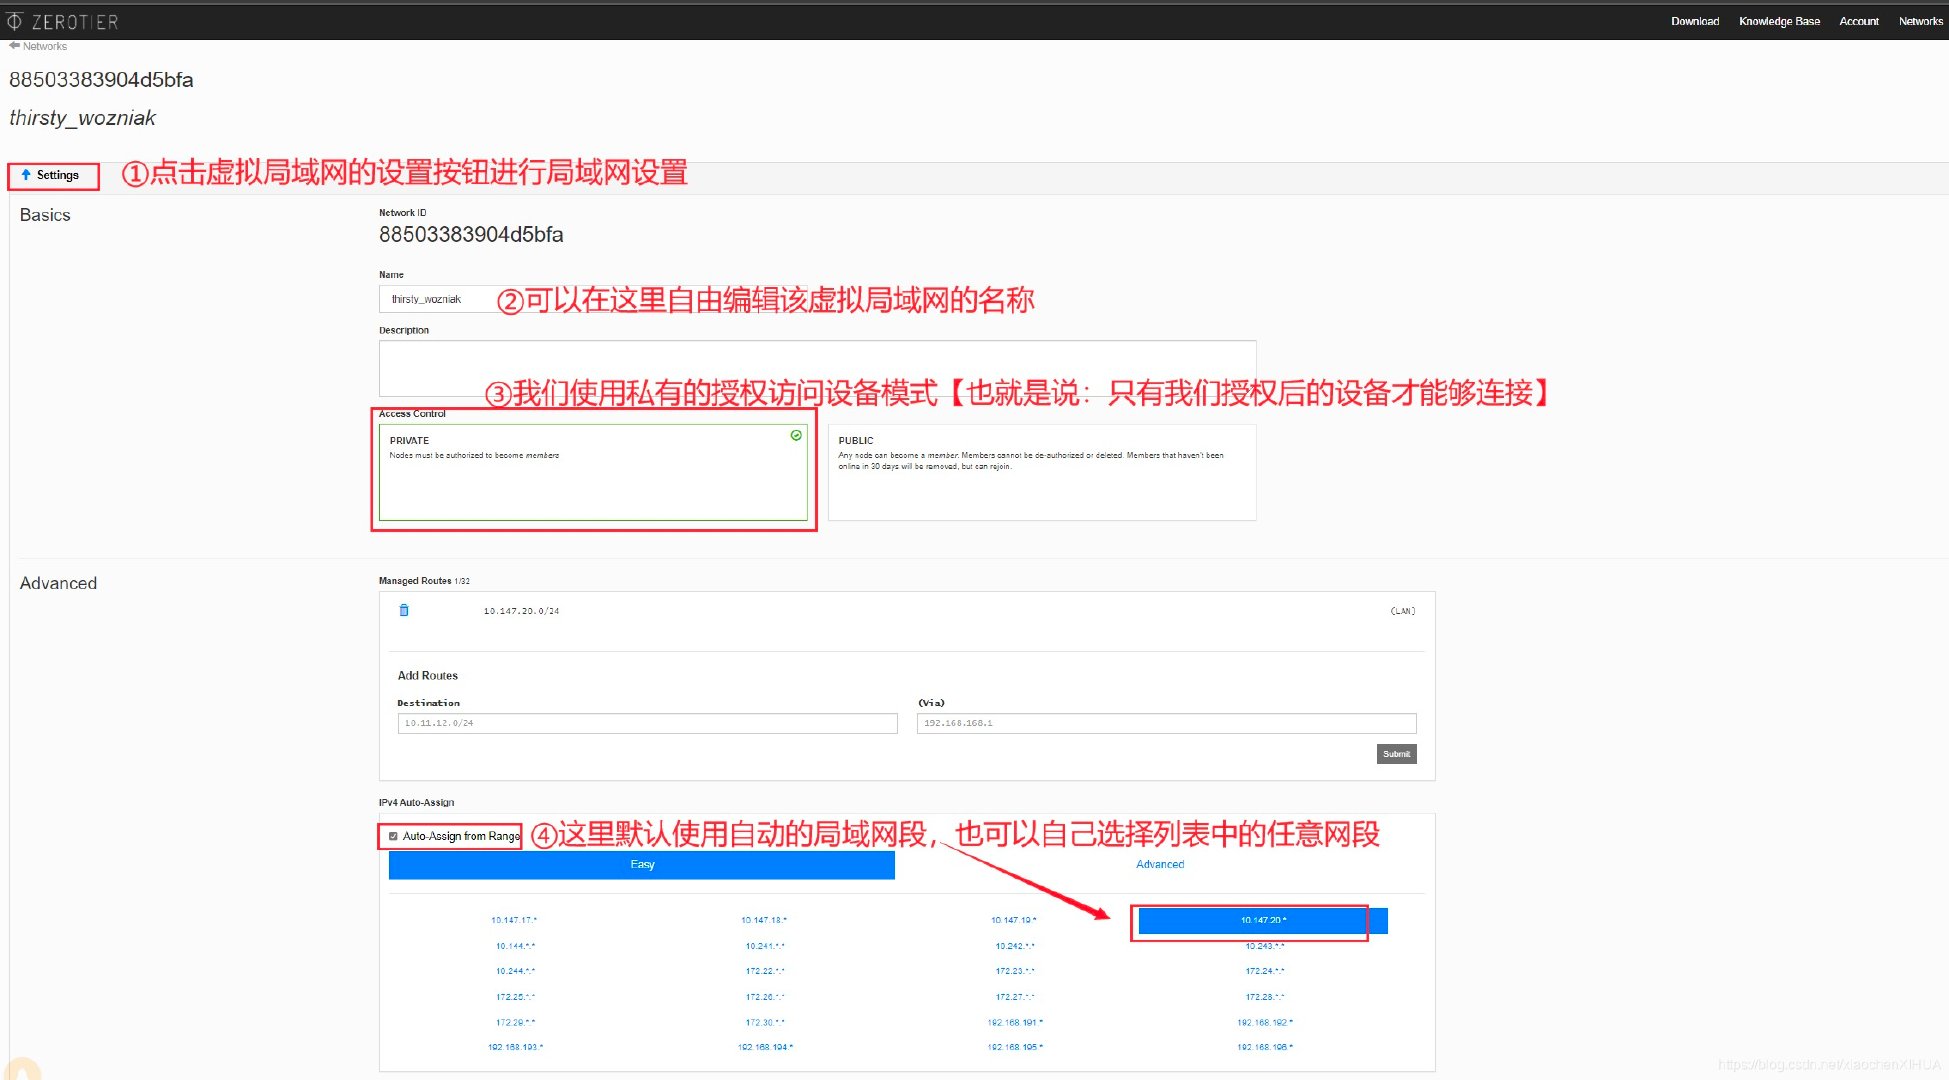 ZEROTIER
Download Knowledge Base Account Networks
Networks
88503383904d5bfa
thirsty_wozniak
Settings ①点击虚拟局域网的设置按钮进行局域网设置
Basics
Network ID
88503383904d5bfa
Name
thirsty_wozniak ②可以在这里自由编辑该虚拟局域网的名称
Description
③我们使用私有的授权访问设备模式【也就是说：只有我们授权后的设备才能够连接】
Access Control
PRIVATE
Nodes must be authorized to become members
PUBLIC
Any node can become a member. Members cannot be de-authorized or deleted. Members that haven't been
online in 30 days will be removed, but can rejoin.
Advanced
Managed Routes 1/32
10.147.20.0/24 (LAN)
Add Routes
Destination (Via)
10.11.12.0/24 192.168.168.1
Submit
IPv4 Auto-Assign
Auto-Assign from Range ④这里默认使用自动的局域网段，也可以自己选择列表中的任意网段
Easy Advanced
10.147.17.* 10.147.18.* 10.147.19.* 10.147.20.*
10.144.*.* 10.241.*.* 10.242.*.* 10.243.*.*
10.244.*.* 172.22.*.* 172.23.*.* 172.24.*.*
172.25.*.* 172.26.*.* 172.27.*.* 172.28.*.*
172.29.*.* 172.30.*.* 192.168.191.* 192.168.192.*
192.168.193.* 192.168.194.* 192.168.195.* 192.168.196.*
https://blog.csdn.net/xiaochenXIHUA